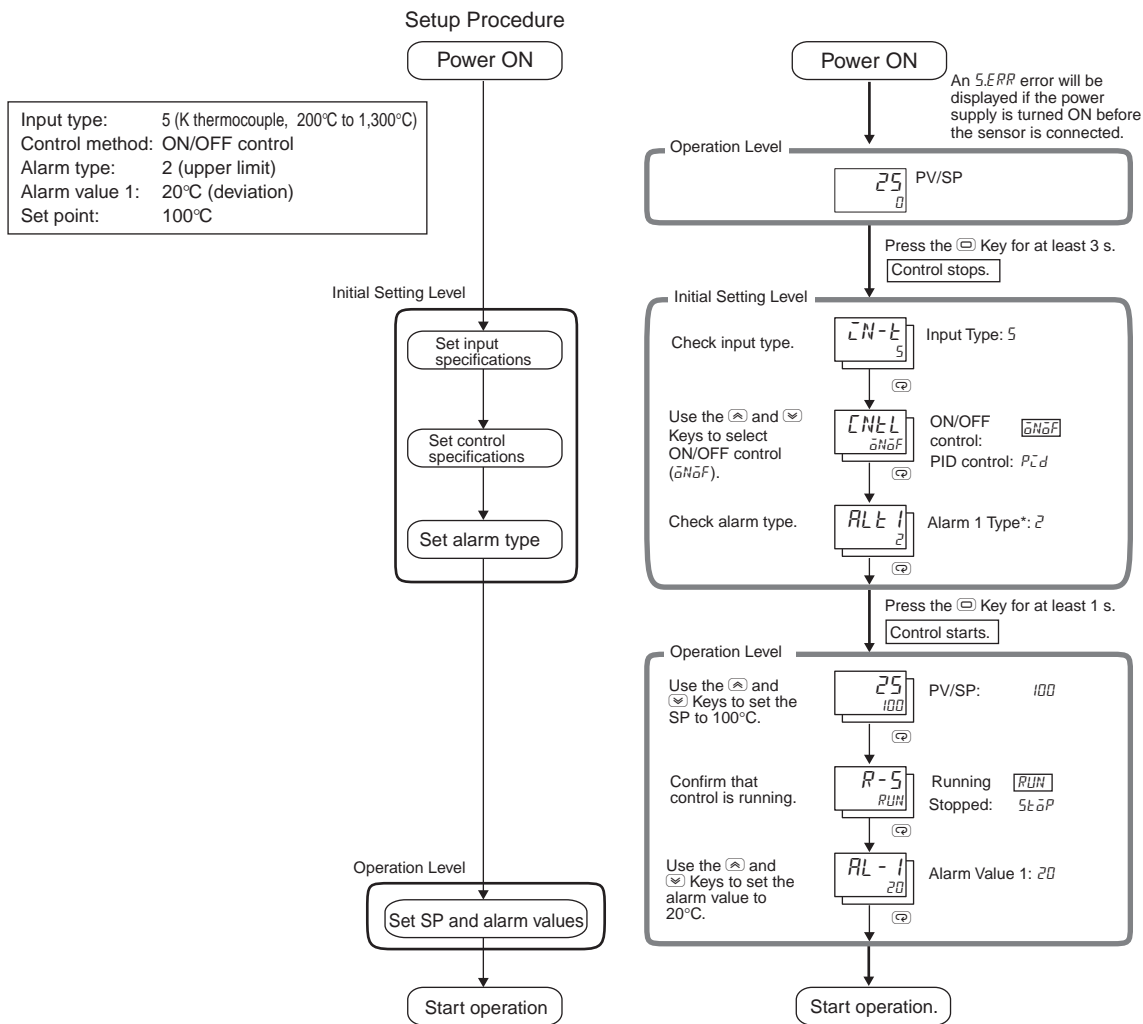 Setup Procedure
Power ON
Input type: 5 (K thermocouple, 200°C to 1,300°C)
Control method: ON/OFF control
Alarm type: 2 (upper limit)
Alarm value 1: 20°C (deviation)
Set point: 100°C
Initial Setting Level
Set input
specifications
Set control
specifications
Set alarm type
Operation Level
Set SP and alarm values
Start operation
Power ON
An S.ERR error will be
displayed if the power
supply is turned ON before
the sensor is connected.
Operation Level
25
0
PV/SP
Press the Key for at least 3 s.
Control stops.
Initial Setting Level
Check input type.
IN-t
5
Input Type: 5
Use the and
Keys to select
ON/OFF control
(oNoF).
CNtL
oNoF
ON/OFF
control: oNoF
PID control: PId
Check alarm type.
ALt1
2
Alarm 1 Type*: 2
Press the Key for at least 1 s.
Control starts.
Operation Level
Use the and
Keys to set the
SP to 100°C.
25
100
PV/SP: 100
Confirm that
control is running.
R-S
RUN
Running RUN
Stopped: StoP
Use the and
Keys to set the
alarm value to
20°C.
AL-1
20
Alarm Value 1: 20
Start operation.